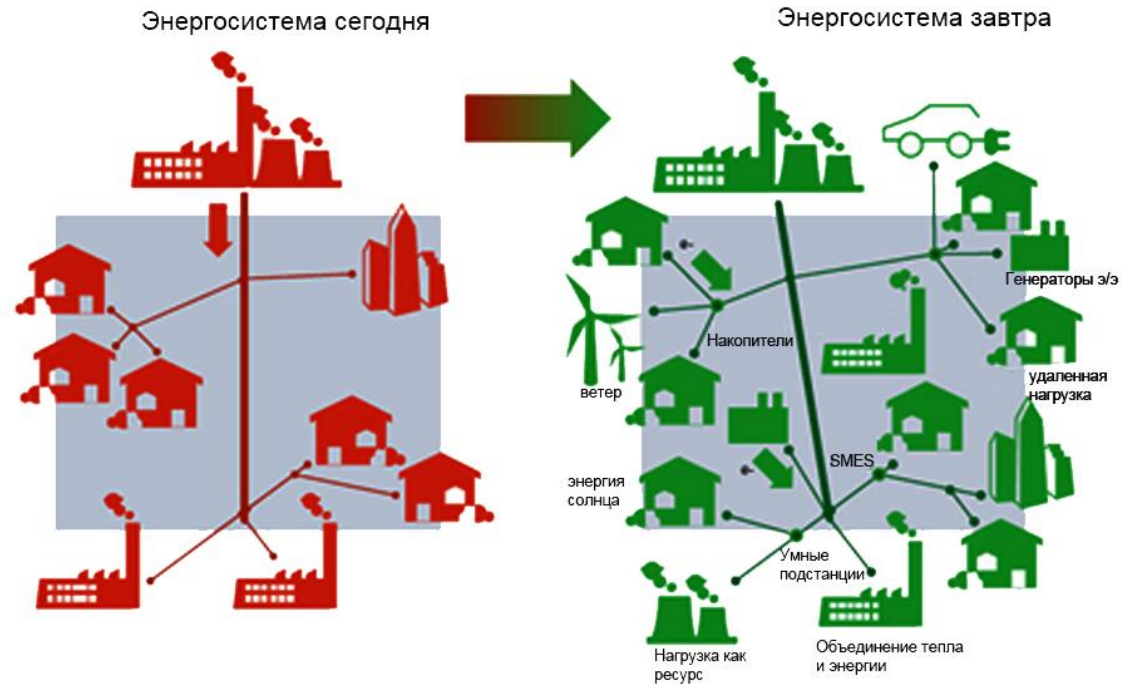 Энергосистема сегодня
Энергосистема завтра
Генераторы э/э
Накопители
ветер
удаленная
нагрузка
SMES
энергия
солнца
Умные
подстанции
Нагрузка как
ресурс
Объединение тепла
и энергии